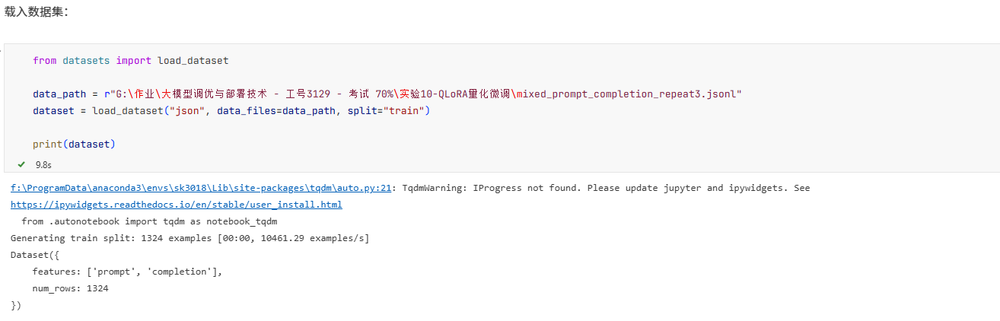 载入数据集：
from datasets import load_dataset
data_path = r"G:\作业\大模型调优与部署技术 - 工号3129 - 考试 70%\实验10-QLoRA量化微调\mixed_prompt_completion_repeat3.jsonl"
dataset = load_dataset("json", data_files=data_path, split="train")
print(dataset)
9.8s
f:\ProgramData\anaconda3\envs\sk3018\Lib\site-packages\tqdm\auto.py:21: TqdmWarning: IProgress not found. Please update jupyter and ipywidgets. See
https://ipywidgets.readthedocs.io/en/stable/user_install.html
  from .autonotebook import tqdm as notebook_tqdm
Generating train split: 1324 examples [00:00, 10461.29 examples/s]
Dataset({
    features: ['prompt', 'completion'],
    num_rows: 1324
})